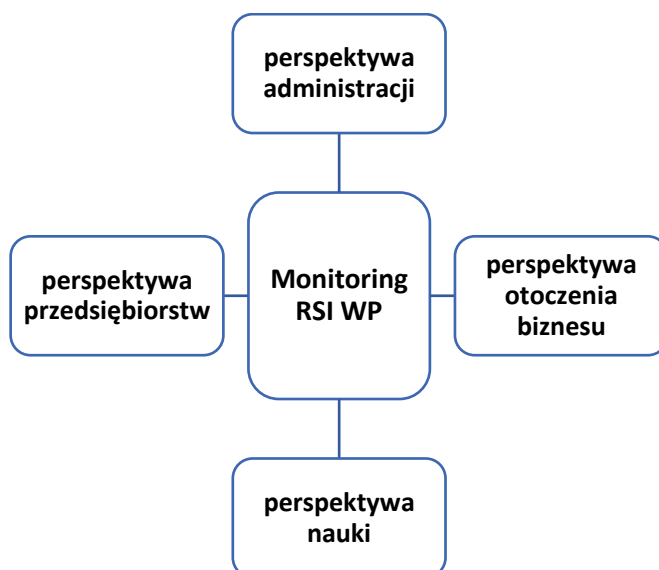 perspektywa
administracji
perspektywa
przedsiębiorstw
Monitoring
RSI WP
perspektywa
otoczenia
biznesu
perspektywa
nauki